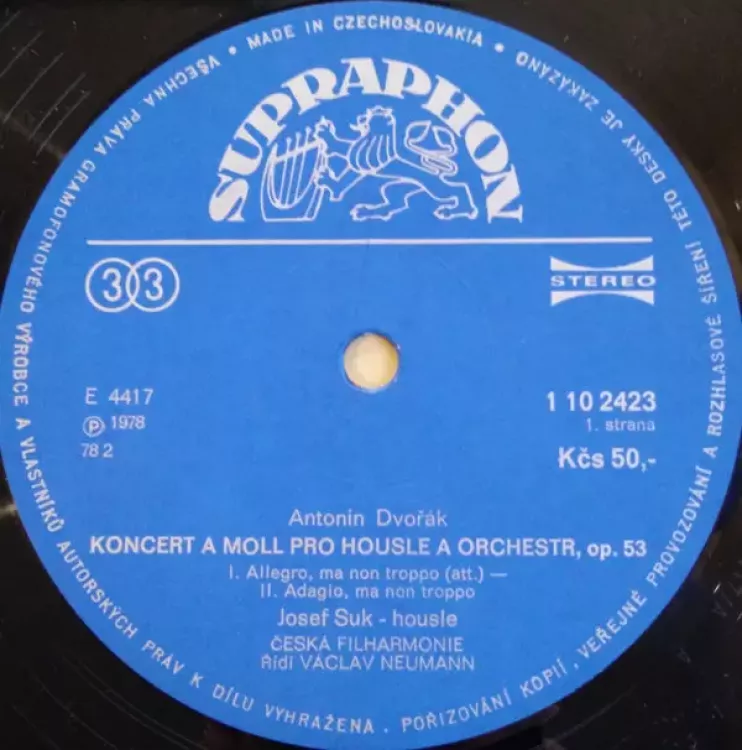 VŠECHNA PRÁVA GRAMOFONOVÉHO VÝROBCE A VLASTNÍKŮ AUTORSKÝCH PRÁV K DÍLU VYHRAŽENA. POŘIZOVÁNÍ KOPIÍ, VEŘEJNÉ PROVOZOVÁNÍ A ROZHLASOVÉ ŠÍŘENÍ TÉTO DESKY JE ZAKÁZÁNO • MADE IN CZECHOSLOVAKIA •
SUPRAPHON
33
STEREO
E 4417
1 10 2423
Ⓟ 1978
1. strana
78 2
Kčs 50,-
Antonín Dvořák
KONCERT A MOLL PRO HOUSLE A ORCHESTR, op. 53
I. Allegro, ma non troppo (att.) —
II. Adagio, ma non troppo
Josef Suk - housle
ČESKÁ FILHARMONIE
Řídí VÁCLAV NEUMANN